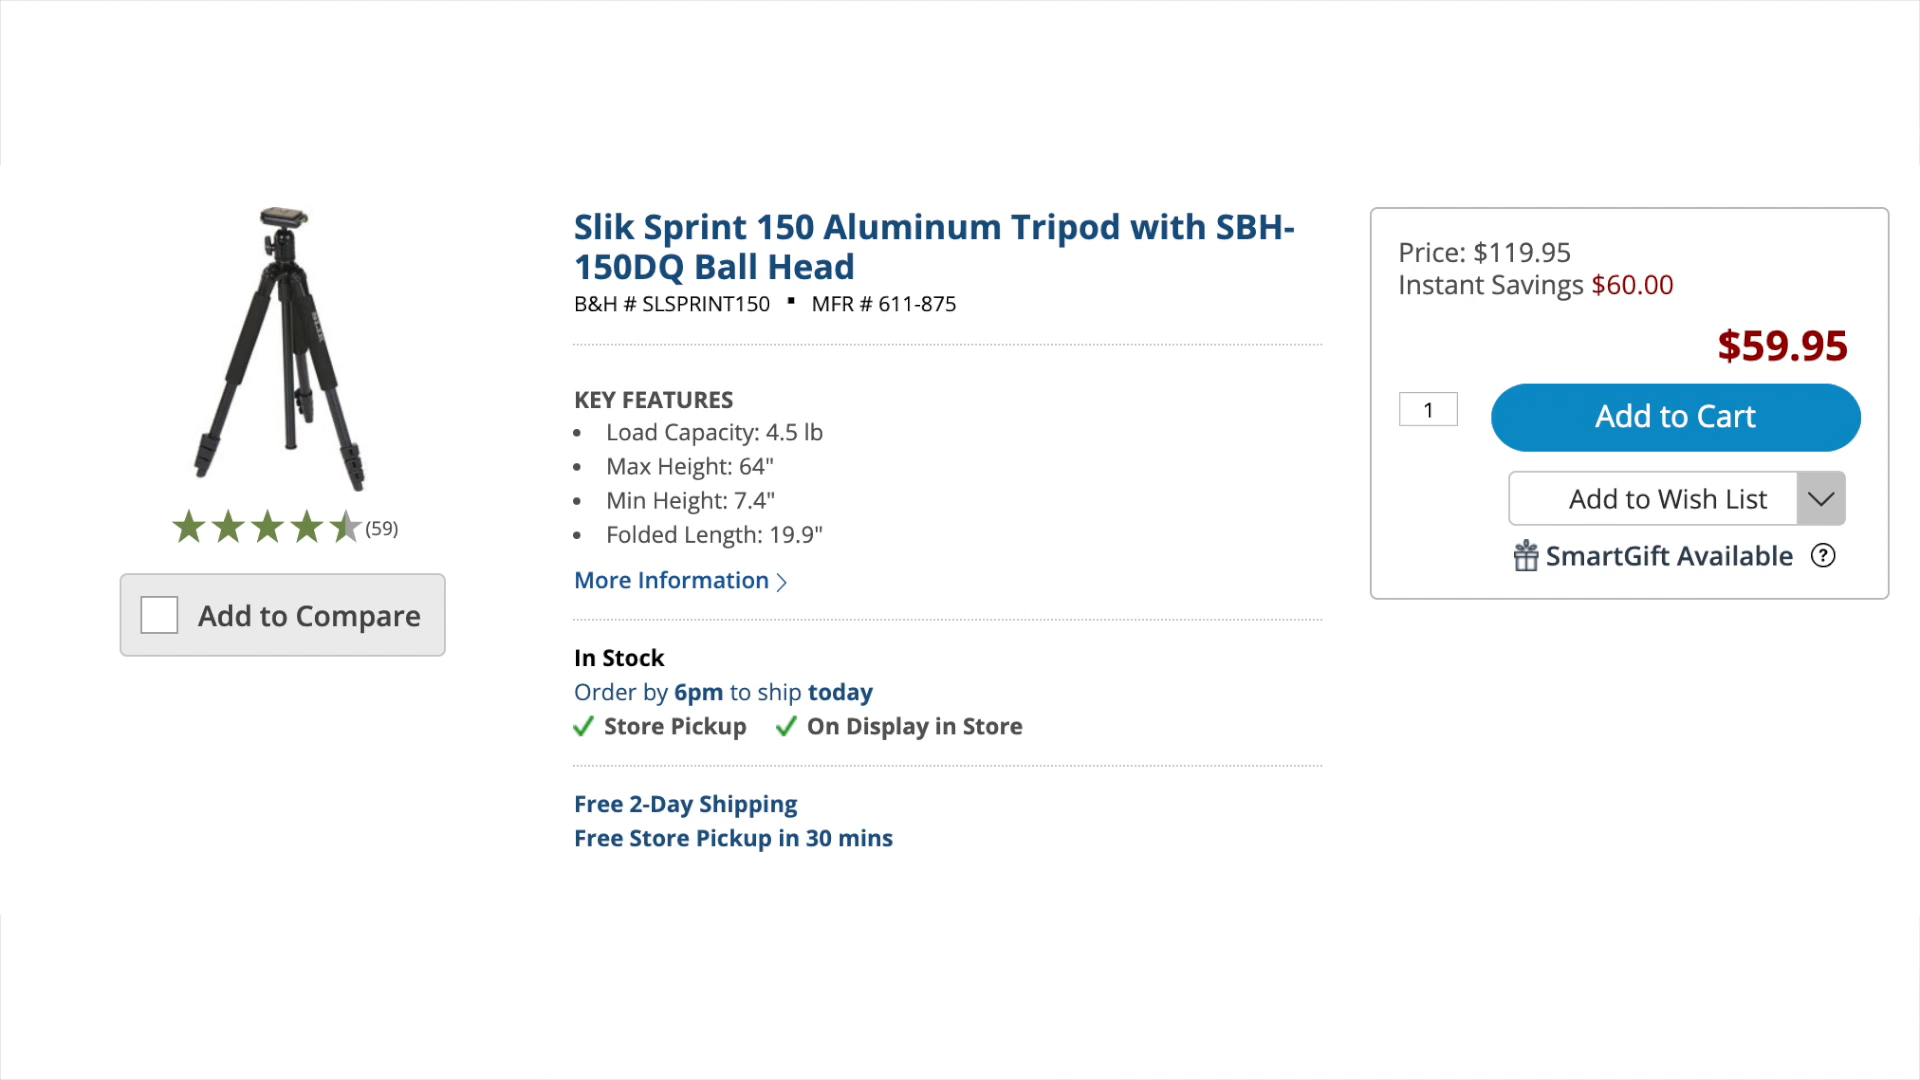 SLIK
(59)
Add to Compare
Slik Sprint 150 Aluminum Tripod with SBH-
150DQ Ball Head
B&H # SLSPRINT150 ▪ MFR # 611-875
KEY FEATURES
• Load Capacity: 4.5 lb
• Max Height: 64"
• Min Height: 7.4"
• Folded Length: 19.9"
More Information >
In Stock
Order by 6pm to ship today
✓ Store Pickup ✓ On Display in Store
Free 2-Day Shipping
Free Store Pickup in 30 mins
Price: $119.95
Instant Savings $60.00
$59.95
1
Add to Cart
Add to Wish List
SmartGift Available ?